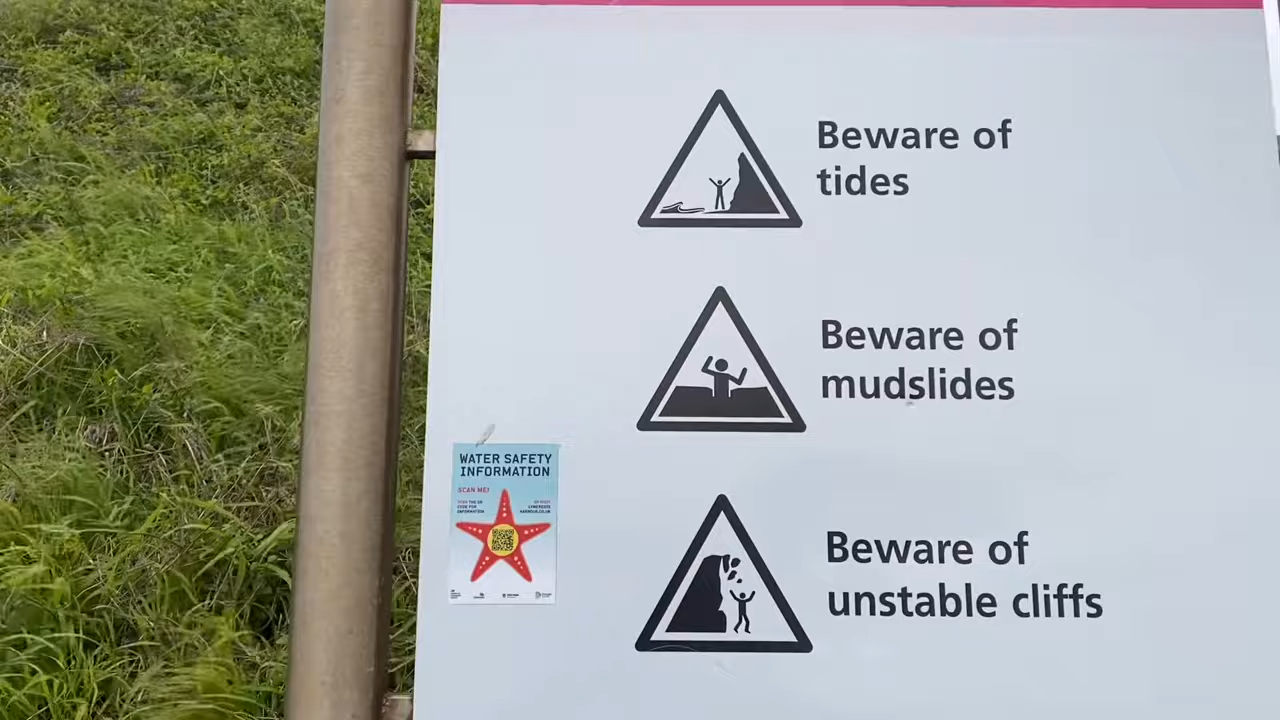 Beware of
tides
Beware of
mudslides
WATER SAFETY
INFORMATION
SCAN ME!
Beware of
unstable cliffs